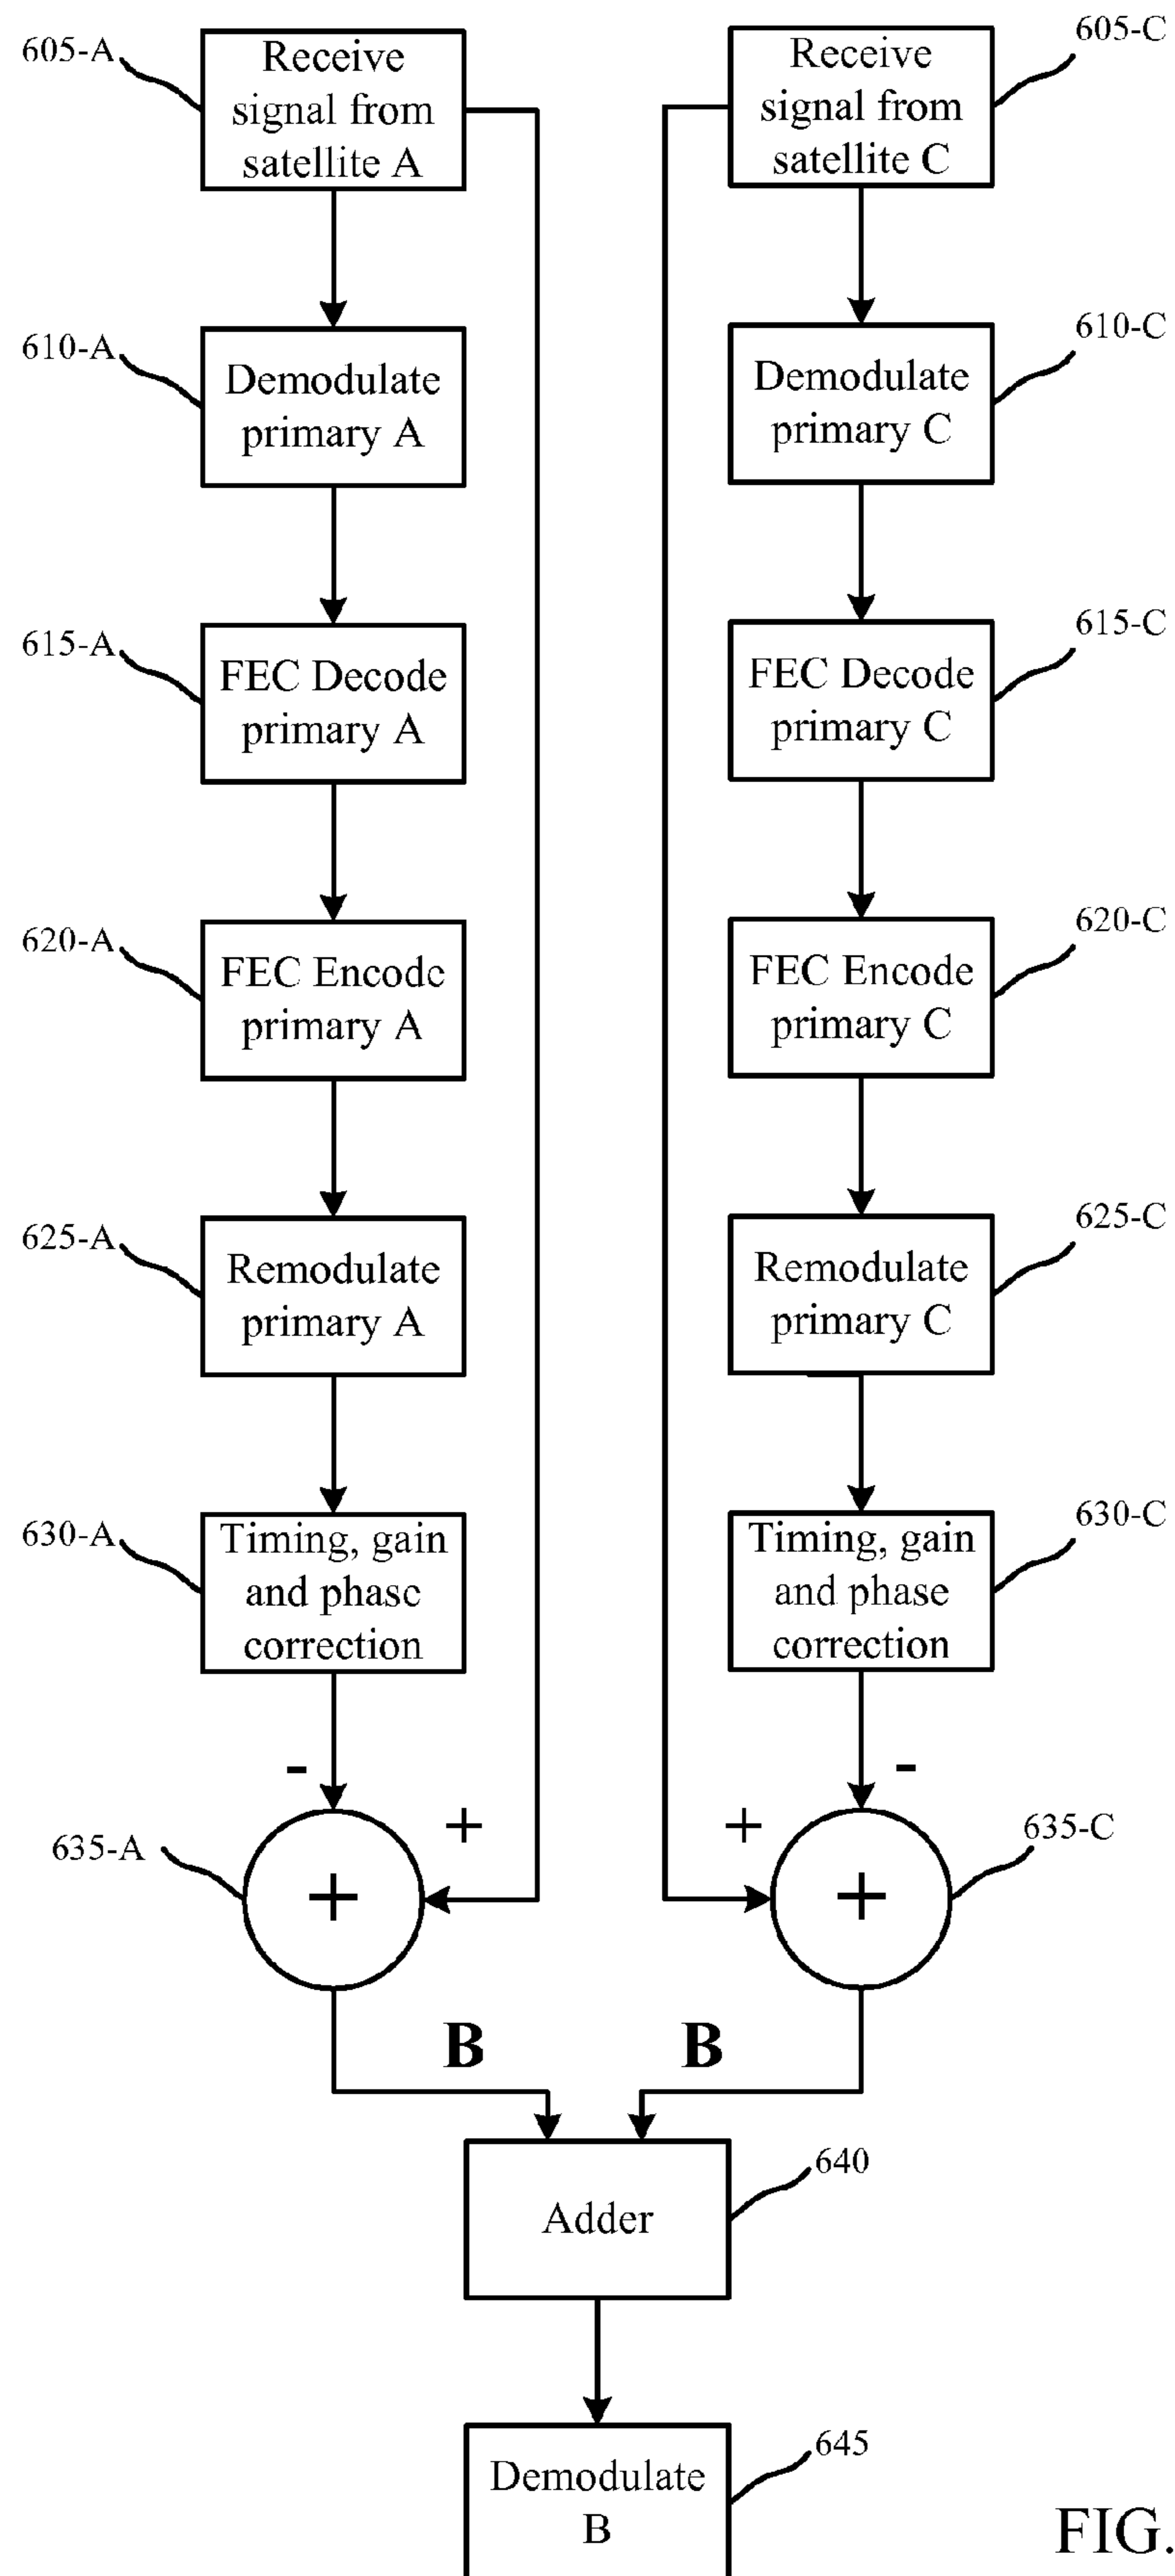 605-A
Receive
signal from
satellite A
Receive
signal from
satellite C
605-C
610-A
Demodulate
primary A
Demodulate
primary C
610-C
615-A
FEC Decode
primary A
FEC Decode
primary C
615-C
620-A
FEC Encode
primary A
FEC Encode
primary C
620-C
625-A
Remodulate
primary A
Remodulate
primary C
625-C
630-A
Timing, gain
and phase
correction
Timing, gain
and phase
correction
630-C
-
-
+
+
635-A
+
+
635-C
B
B
Adder
640
Demodulate
B
645
FIG.